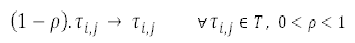 (1−ρ).τ_{i,j} → τ_{i,j}   ∀ τ_{i,j} ∈ T, 0 < ρ < 1